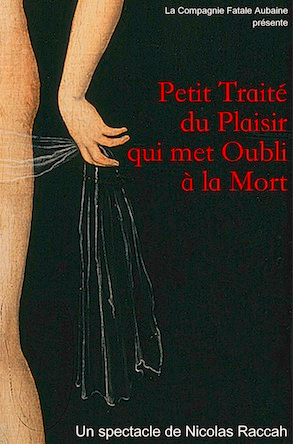 La Compagnie Fatale Aubaine
présente
Petit Traité
du Plaisir
qui met Oubli
à la Mort
Un spectacle de Nicolas Raccah